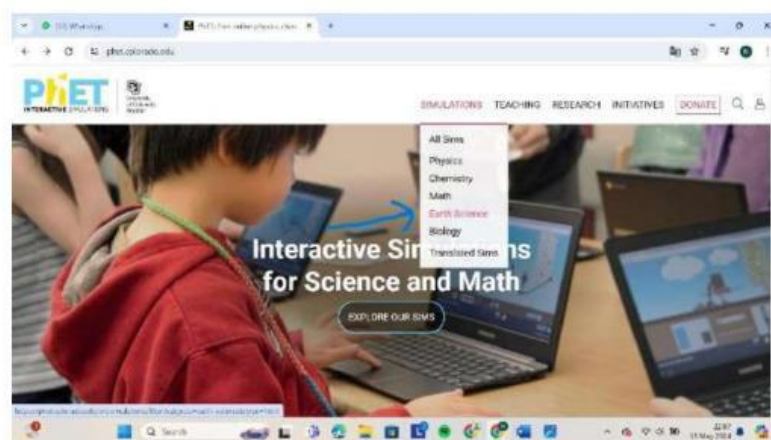 WhatsApp
phet.colorado.edu
PhET
INTERACTIVE SIMULATIONS
SIMULATIONS TEACHING RESEARCH INITIATIVES DONATE
All Sims
Physics
Chemistry
Math
Earth Science
Biology
Translated Sims
Interactive Simulations
for Science and Math
EXPLORE OUR SIMS
Search